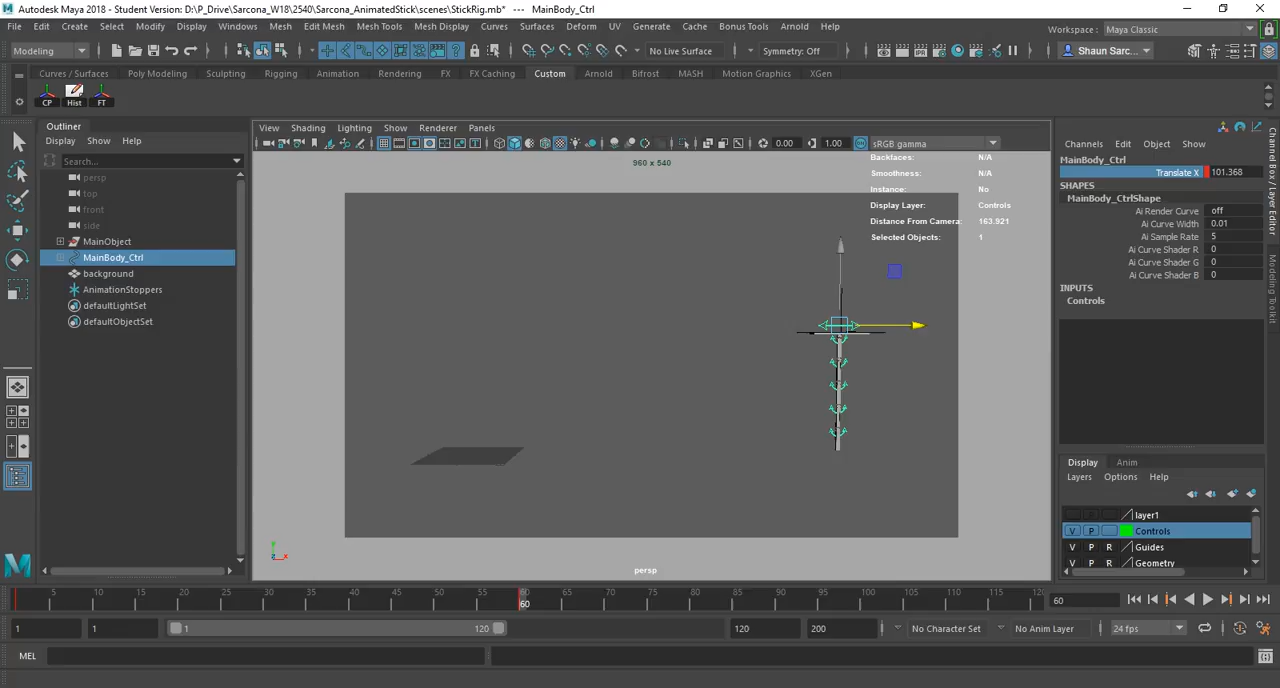 Autodesk Maya 2018 - Student Version: D:\P_Drive\Sarcona_W18\2540\Sarcona_AnimatedStick\scenes\StickRig.mb* --- MainBody_Ctrl
File Edit Create Select Modify Display Windows Mesh Edit Mesh Mesh Tools Mesh Display Curves Surfaces Deform UV Generate Cache Bonus Tools Arnold Help
Workspace : Maya Classic
Modeling No Live Surface Symmetry: Off Shaun Sarc...
Curves / Surfaces Poly Modeling Sculpting Rigging Animation Rendering FX FX Caching Custom Arnold Bifrost MASH Motion Graphics XGen
CP Hist FT
Outliner
Display Show Help
Search...
persp
top
front
side
MainObject
MainBody_Ctrl
background
AnimationStoppers
defaultLightSet
defaultObjectSet
View Shading Lighting Show Renderer Panels
0.00 1.00 sRGB gamma
960 x 540
Backfaces: N/A
Smoothness: N/A
Instance: No
Display Layer: Controls
Distance From Camera: 163.921
Selected Objects: 1
persp
Channels Edit Object Show
MainBody_Ctrl
Translate X 101.368
SHAPES
MainBody_CtrlShape
Ai Render Curve off
Ai Curve Width 0.01
Ai Sample Rate 5
Ai Curve Shader R 0
Ai Curve Shader G 0
Ai Curve Shader B 0
INPUTS
Controls
Channel Box / Layer Editor
Modeling Toolkit
Display Anim
Layers Options Help
layer1
V P Controls
V P R Guides
V P R Geometry
5 10 15 20 25 30 35 40 45 50 55 60 65 70 75 80 85 90 95 100 105 110 115 120
60
60
1 1 1 120 120 200 No Character Set No Anim Layer 24 fps
MEL